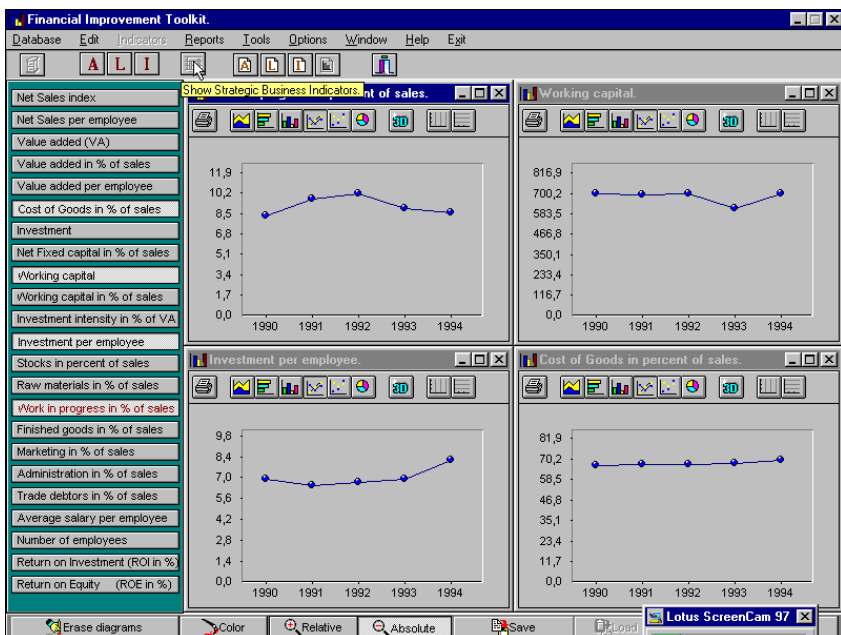 Financial Improvement Toolkit.
Database Edit Indicators Reports Tools Options Window Help Exit
A L I A L I
Show Strategic Business Indicators.
Net Sales index
Net Sales per employee
Value added (VA)
Value added in % of sales
Value added per employee
Cost of Goods in % of sales
Investment
Net Fixed capital in % of sales
Working capital
Working capital in % of sales
Investment intensity in % of VA
Investment per employee
Stocks in percent of sales
Raw materials in % of sales
Work in progress in % of sales
Finished goods in % of sales
Marketing in % of sales
Administration in % of sales
Trade debtors in % of sales
Average salary per employee
Number of employees
Return on Investment (ROI in %)
Return on Equity (ROE in %)
of sales.
3D
11,9
10,2
8,5
6,8
5,1
3,4
1,7
0,0
1990 1991 1992 1993 1994
Working capital.
3D
816,9
700,2
583,5
466,8
350,1
233,4
116,7
0,0
1990 1991 1992 1993 1994
Investment per employee.
3D
9,8
8,4
7,0
5,6
4,2
2,8
1,4
0,0
1990 1991 1992 1993 1994
Cost of Goods in percent of sales.
3D
81,9
70,2
58,5
46,8
35,1
23,4
11,7
0,0
1990 1991 1992 1993 1994
Erase diagrams Color Relative Absolute Save Load
Lotus ScreenCam 97